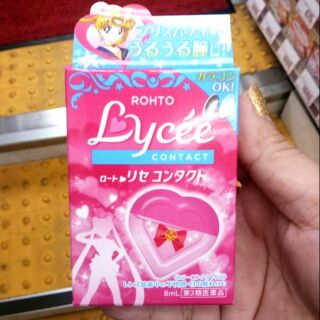 うるうる瞳に!
カラコン
OK!
ROHTO
Lycée
CONTACT
ロート リセ コンタクト
8mL 第3類医薬品